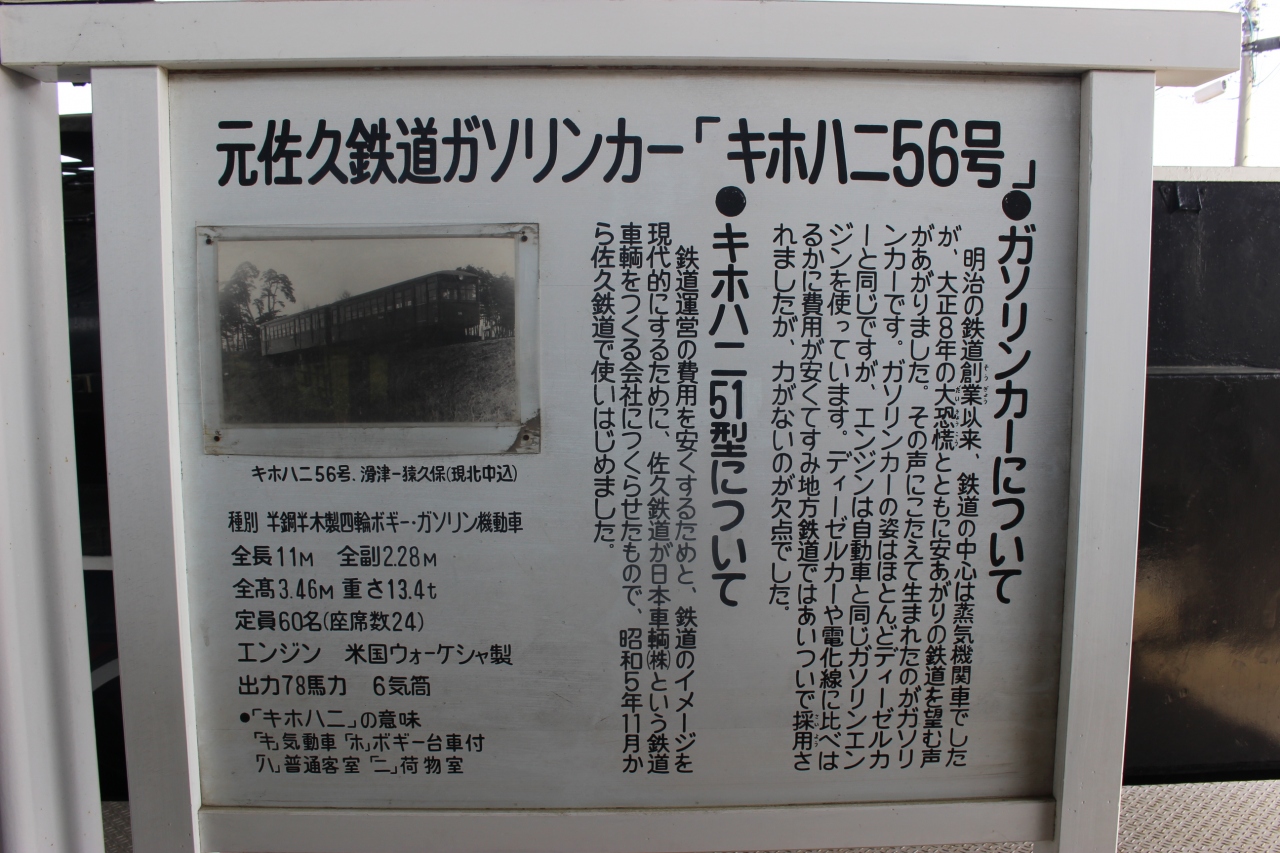 元佐久鉄道ガソリンカー「キホハニ56号」
●ガソリンカーについて
明治の鉄道創業以来、鉄道の中心は蒸気機関車でした
そうぎょう
が、大正8年の大恐慌とともに安あがりの鉄道を望む声
だいきょうこう
があがりました。その声にこたえて生まれたのがガソリ
ンカーです。ガソリンカーの姿はほとんどディーゼルカ
ーと同じですが、エンジンは自動車と同じガソリンエン
ジンを使っています。ディーゼルカーや電化線に比べは
るかに費用が安くてすみ地方鉄道ではあいついで採用さ
さいよう
れましたが、力がないのが欠点でした。
●キホハニ51型について
鉄道運営の費用を安くするためと、鉄道のイメージを
現代的にするために、佐久鉄道が日本車輌㈱という鉄道
車輌をつくる会社につくらせたもので、昭和5年11月か
ら佐久鉄道で使いはじめました。
キホハニ56号、滑津ー猿久保(現北中込)
種別 半鋼半木製四輪ボギー・ガソリン機動車
全長11M 全副2.28M
全髙3.46M 重さ13.4t
定員60名(座席数24)
エンジン 米国ウォーケシャ製
出力78馬力 6気筒
●「キホハニ」の意味
「キ」気動車「ホ」ボギー台車付
「ハ」普通客室「ニ」荷物室